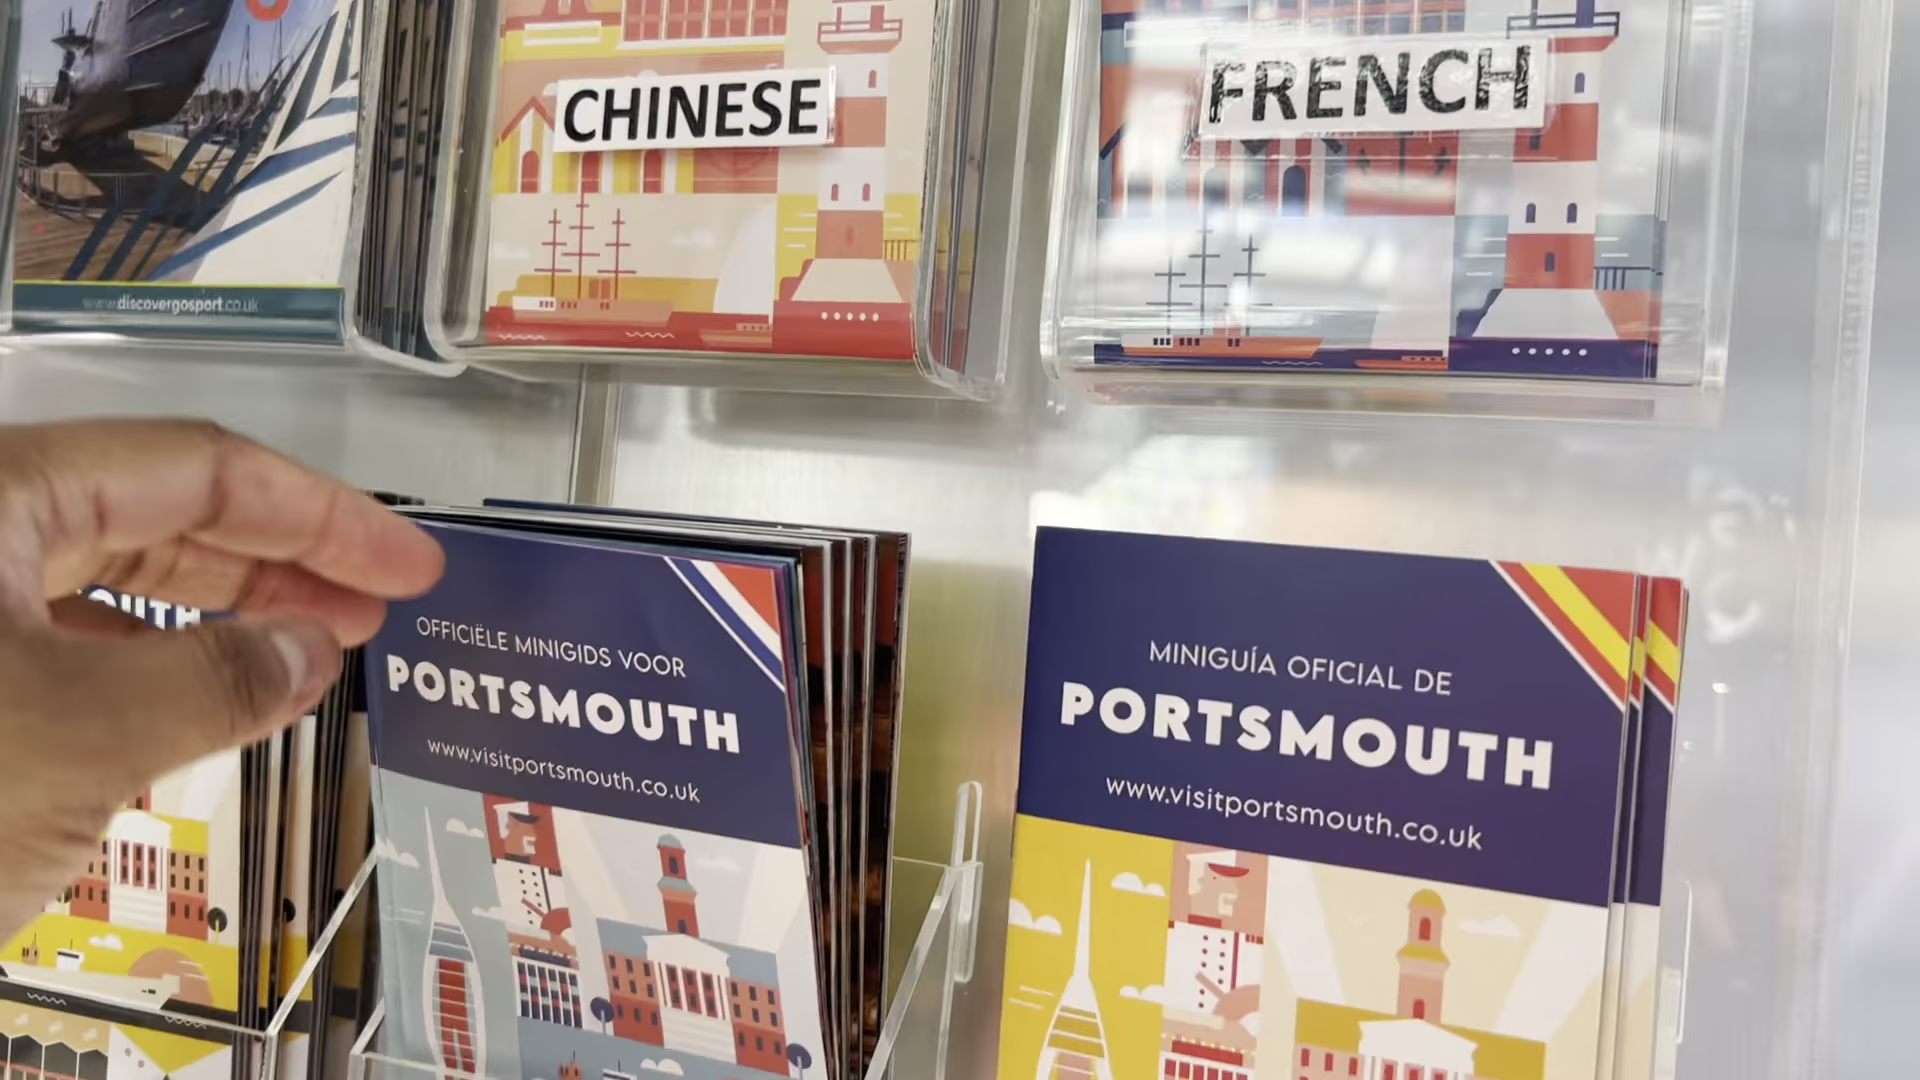 www.discovergosport.co.uk
CHINESE
FRENCH
OFFICIËLE MINIGIDS VOOR
PORTSMOUTH
www.visitportsmouth.co.uk
MINIGUÍA OFICIAL DE
PORTSMOUTH
www.visitportsmouth.co.uk